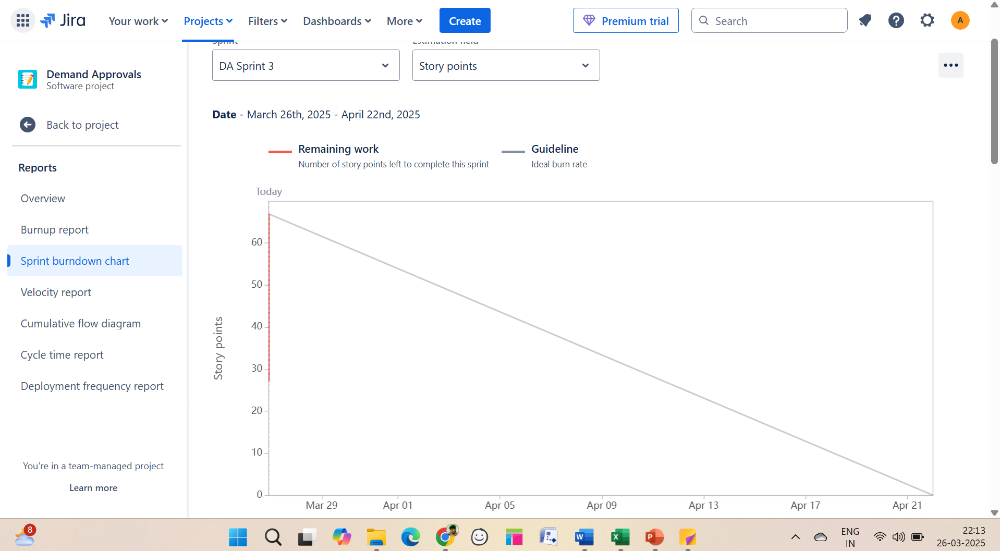 Jira
Your work
Projects
Filters
Dashboards
More
Create
Premium trial
Search
A
Demand Approvals
Software project
Back to project
Reports
Overview
Burnup report
Sprint burndown chart
Velocity report
Cumulative flow diagram
Cycle time report
Deployment frequency report
You're in a team-managed project
Learn more
Sprint
Estimation field
DA Sprint 3
Story points
Date - March 26th, 2025 - April 22nd, 2025
Remaining work
Number of story points left to complete this sprint
Guideline
Ideal burn rate
Today
Story points
60
50
40
30
20
10
0
Mar 29
Apr 01
Apr 05
Apr 09
Apr 13
Apr 17
Apr 21
8
ENG
IN
22:13
26-03-2025